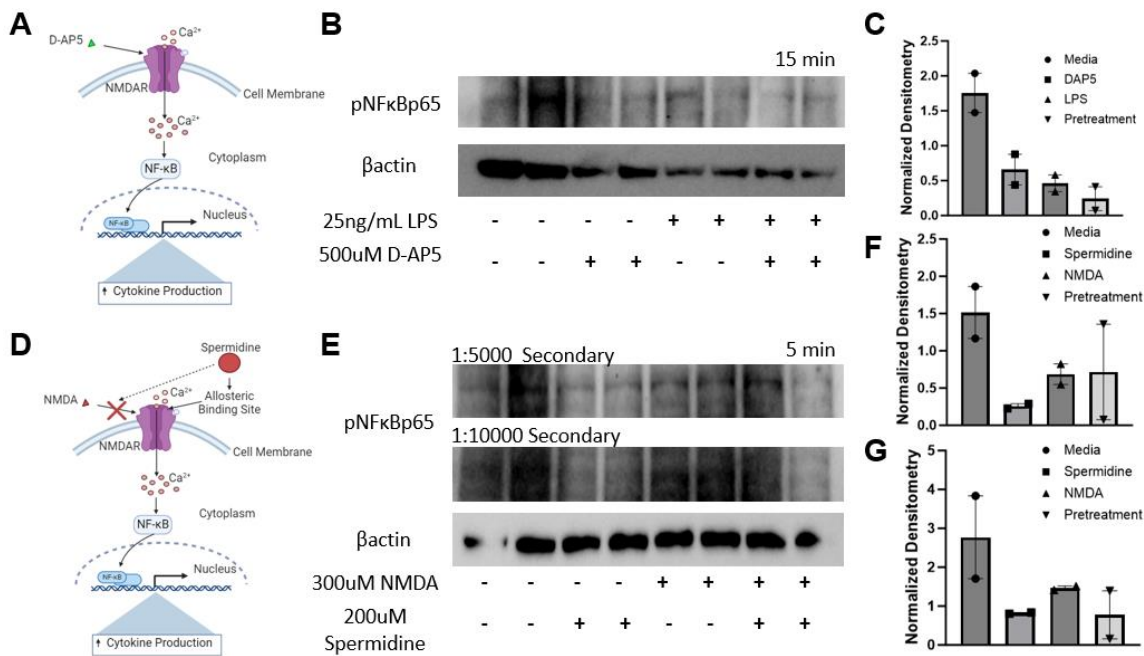 A
D-AP5
Ca²⁺
NMDAR
Cell Membrane
Ca²⁺
Cytoplasm
NF-κB
Nucleus
NF-κB
↑ Cytokine Production
B
15 min
pNFκBp65
βactin
25ng/mL LPS - - - - + + + +
500uM D-AP5 - - + + - - + +
C
Normalized Densitometry
2.5
2.0
1.5
1.0
0.5
0.0
Media
DAP5
LPS
Pretreatment
D
Spermidine
Ca²⁺
NMDA
Allosteric
Binding Site
NMDAR
Cell Membrane
Ca²⁺
Cytoplasm
NF-κB
Nucleus
NF-κB
↑ Cytokine Production
E
1:5000 Secondary
5 min
pNFκBp65
1:10000 Secondary
βactin
300uM NMDA - - - - + + + +
200uM
Spermidine - - + + - - + +
F
Normalized Densitometry
2.5
2.0
1.5
1.0
0.5
0.0
Media
Spermidine
NMDA
Pretreatment
G
Normalized Densitometry
5
4
3
2
1
0
Media
Spermidine
NMDA
Pretreatment